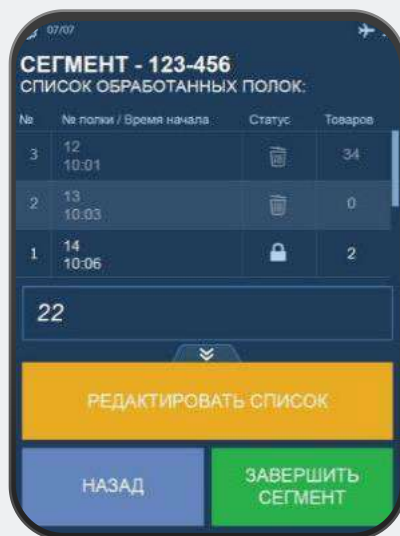 07/07
СЕГМЕНТ - 123-456
СПИСОК ОБРАБОТАННЫХ ПОЛОК:
№ № полки / Время начала Статус Товаров
3 12 34
10:01
2 13 0
10:03
1 14 2
10:06
22
РЕДАКТИРОВАТЬ СПИСОК
НАЗАД
ЗАВЕРШИТЬ
СЕГМЕНТ